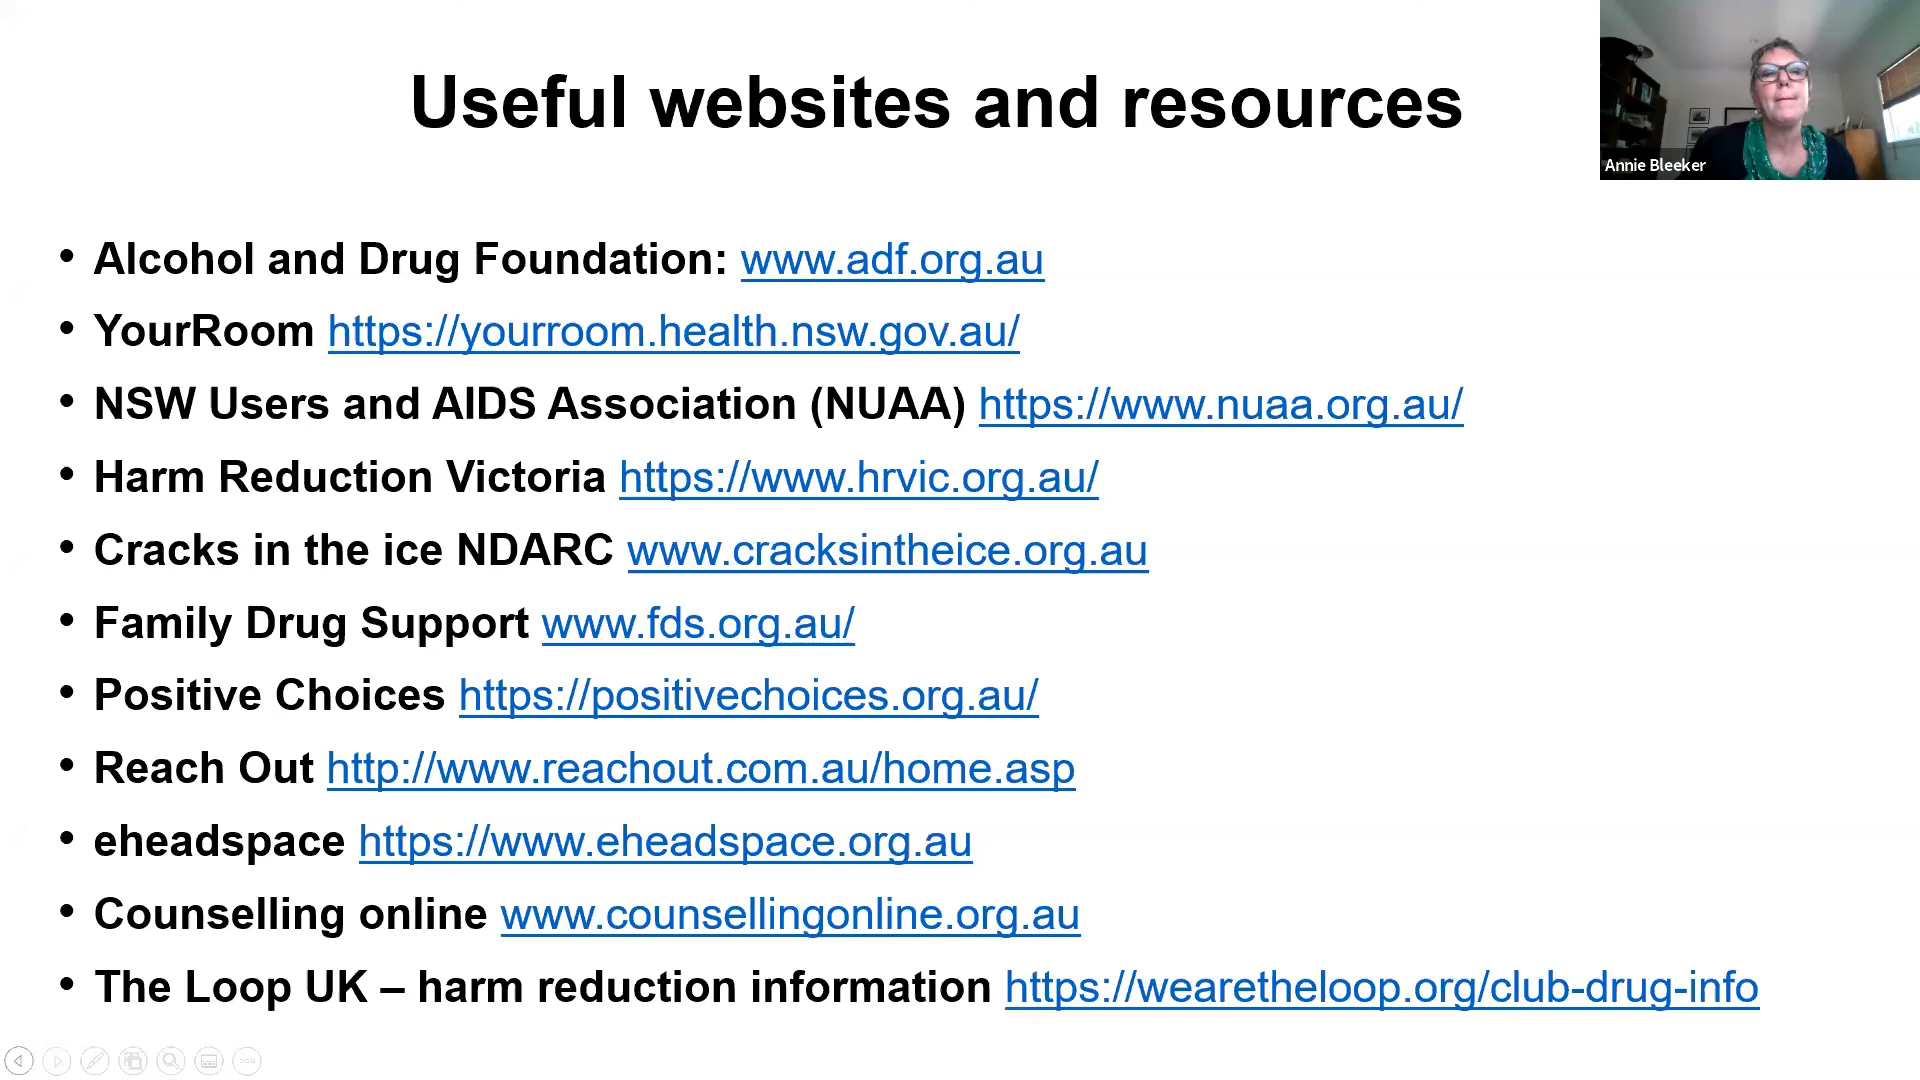 Useful websites and resources
Annie Bleeker
• Alcohol and Drug Foundation: www.adf.org.au
• YourRoom https://yourroom.health.nsw.gov.au/
• NSW Users and AIDS Association (NUAA) https://www.nuaa.org.au/
• Harm Reduction Victoria https://www.hrvic.org.au/
• Cracks in the ice NDARC www.cracksintheice.org.au
• Family Drug Support www.fds.org.au/
• Positive Choices https://positivechoices.org.au/
• Reach Out http://www.reachout.com.au/home.asp
• eheadspace https://www.eheadspace.org.au
• Counselling online www.counsellingonline.org.au
• The Loop UK – harm reduction information https://wearetheloop.org/club-drug-info